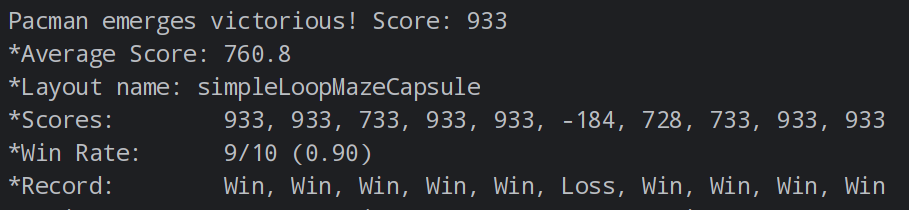 Pacman emerges victorious! Score: 933
*Average Score: 760.8
*Layout name: simpleLoopMazeCapsule
*Scores:        933, 933, 733, 933, 933, -184, 728, 733, 933, 933
*Win Rate:      9/10 (0.90)
*Record:        Win, Win, Win, Win, Win, Loss, Win, Win, Win, Win